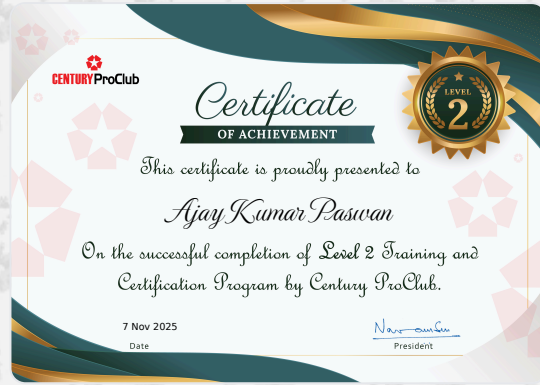 CENTURY ProClub
Certificate
OF ACHIEVEMENT
LEVEL
2
This certificate is proudly presented to
Ajay Kumar Paswan
On the successful completion of Level 2 Training and
Certification Program by Century ProClub.
7 Nov 2025
Date
President